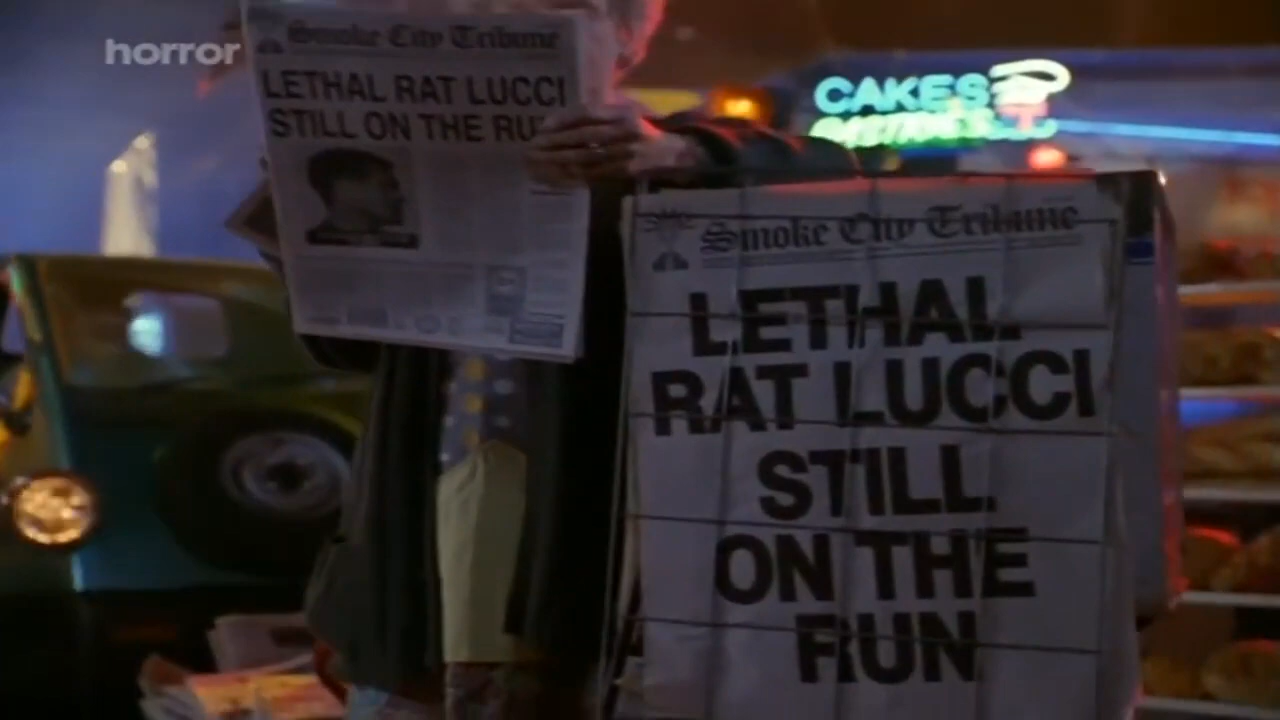 horror
Smoke City Tribune
LETHAL RAT LUCCI
STILL ON THE RU
CAKES
Smoke City Tribune
LETHAL
RAT LUCCI
STILL
ON THE
RUN